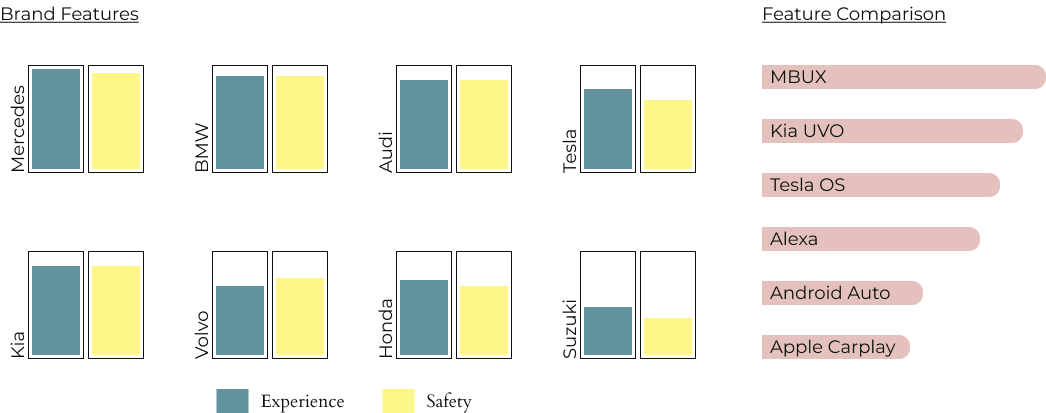 Brand Features
Feature Comparison
Mercedes
BMW
Audi
Tesla
Kia
Volvo
Honda
Suzuki
Experience
Safety
MBUX
Kia UVO
Tesla OS
Alexa
Android Auto
Apple Carplay